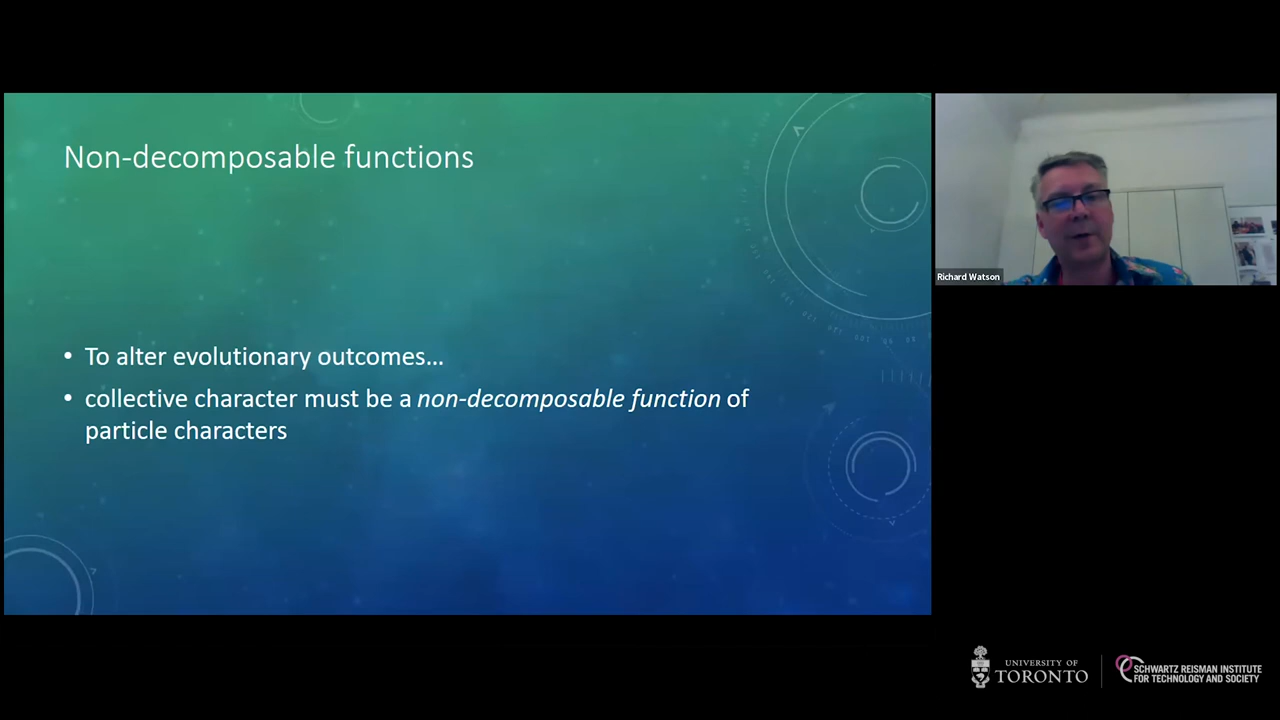 Non-decomposable functions
• To alter evolutionary outcomes...
• collective character must be a non-decomposable function of
particle characters
Richard Watson
UNIVERSITY OF
TORONTO
SCHWARTZ REISMAN INSTITUTE
FOR TECHNOLOGY AND SOCIETY